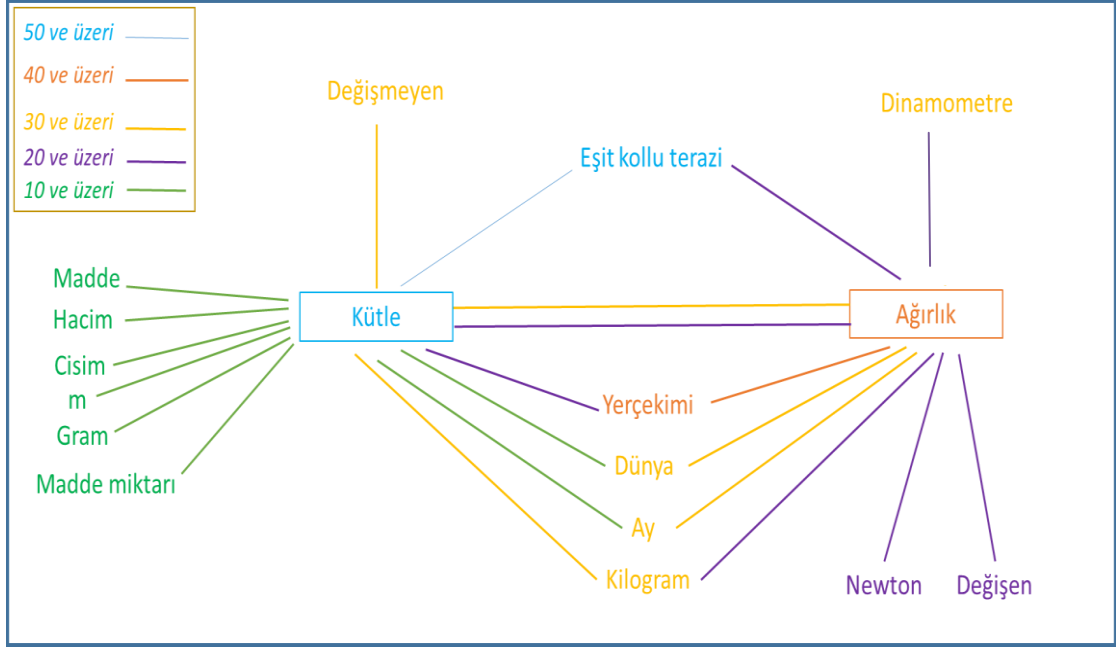 50 ve üzeri
40 ve üzeri
30 ve üzeri
20 ve üzeri
10 ve üzeri
Değişmeyen
Dinamometre
Eşit kollu terazi
Madde
Hacim
Cisim
m
Gram
Madde miktarı
Kütle
Ağırlık
Yerçekimi
Dünya
Ay
Kilogram
Newton
Değişen